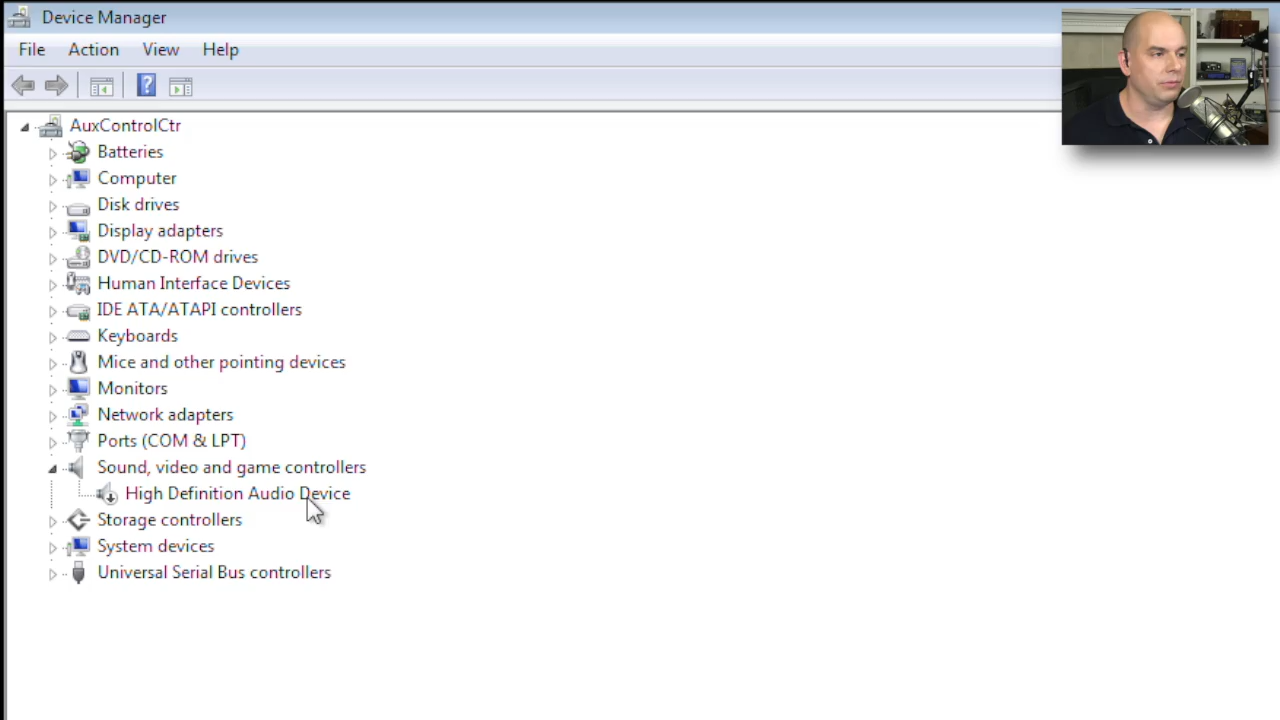 Device Manager
File Action View Help
AuxControlCtr
Batteries
Computer
Disk drives
Display adapters
DVD/CD-ROM drives
Human Interface Devices
IDE ATA/ATAPI controllers
Keyboards
Mice and other pointing devices
Monitors
Network adapters
Ports (COM & LPT)
Sound, video and game controllers
High Definition Audio Device
Storage controllers
System devices
Universal Serial Bus controllers